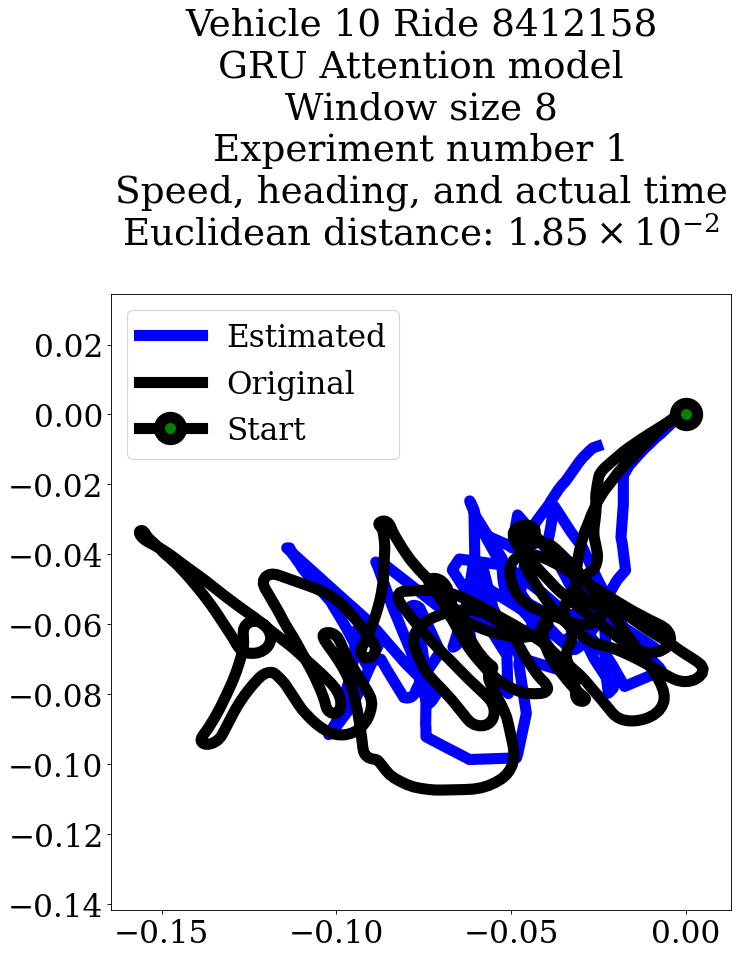 Vehicle 10 Ride 8412158
GRU Attention model
Window size 8
Experiment number 1
Speed, heading, and actual time
Euclidean distance: 1.85 × 10⁻²
Estimated
Original
Start
0.02
0.00
−0.02
−0.04
−0.06
−0.08
−0.10
−0.12
−0.14
−0.15
−0.10
−0.05
0.00